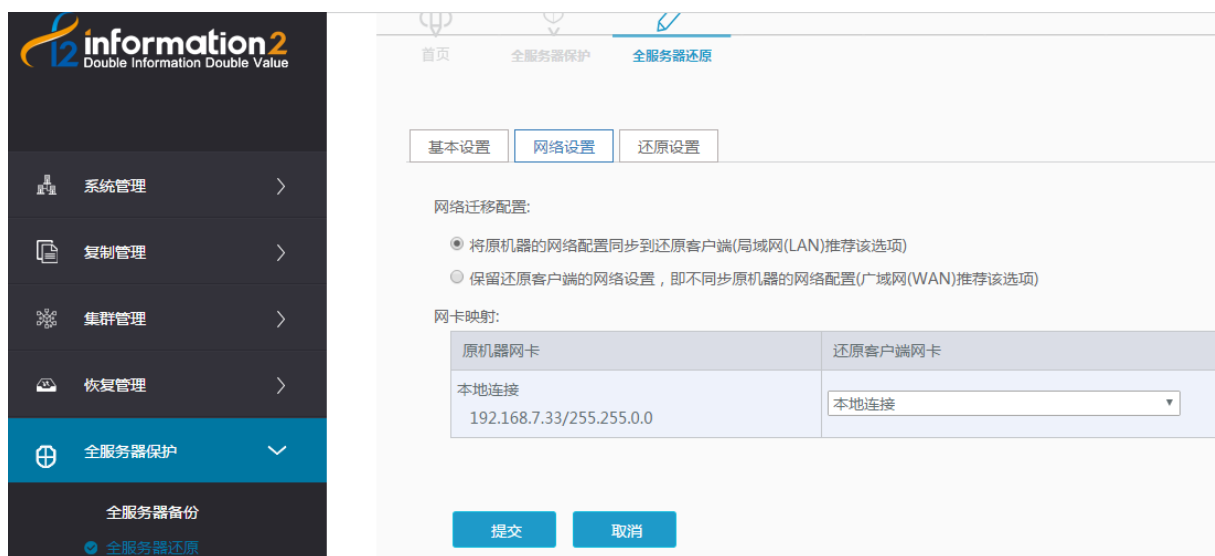 information2
Double Information Double Value
首页
全服务器保护
全服务器还原
基本设置
网络设置
还原设置
系统管理
复制管理
集群管理
恢复管理
全服务器保护
全服务器备份
全服务器还原
网络迁移配置:
将原机器的网络配置同步到还原客户端(局域网(LAN)推荐该选项)
保留还原客户端的网络设置，即不同步原机器的网络配置(广域网(WAN)推荐该选项)
网卡映射:
原机器网卡 还原客户端网卡
本地连接
192.168.7.33/255.255.0.0
本地连接
提交 取消